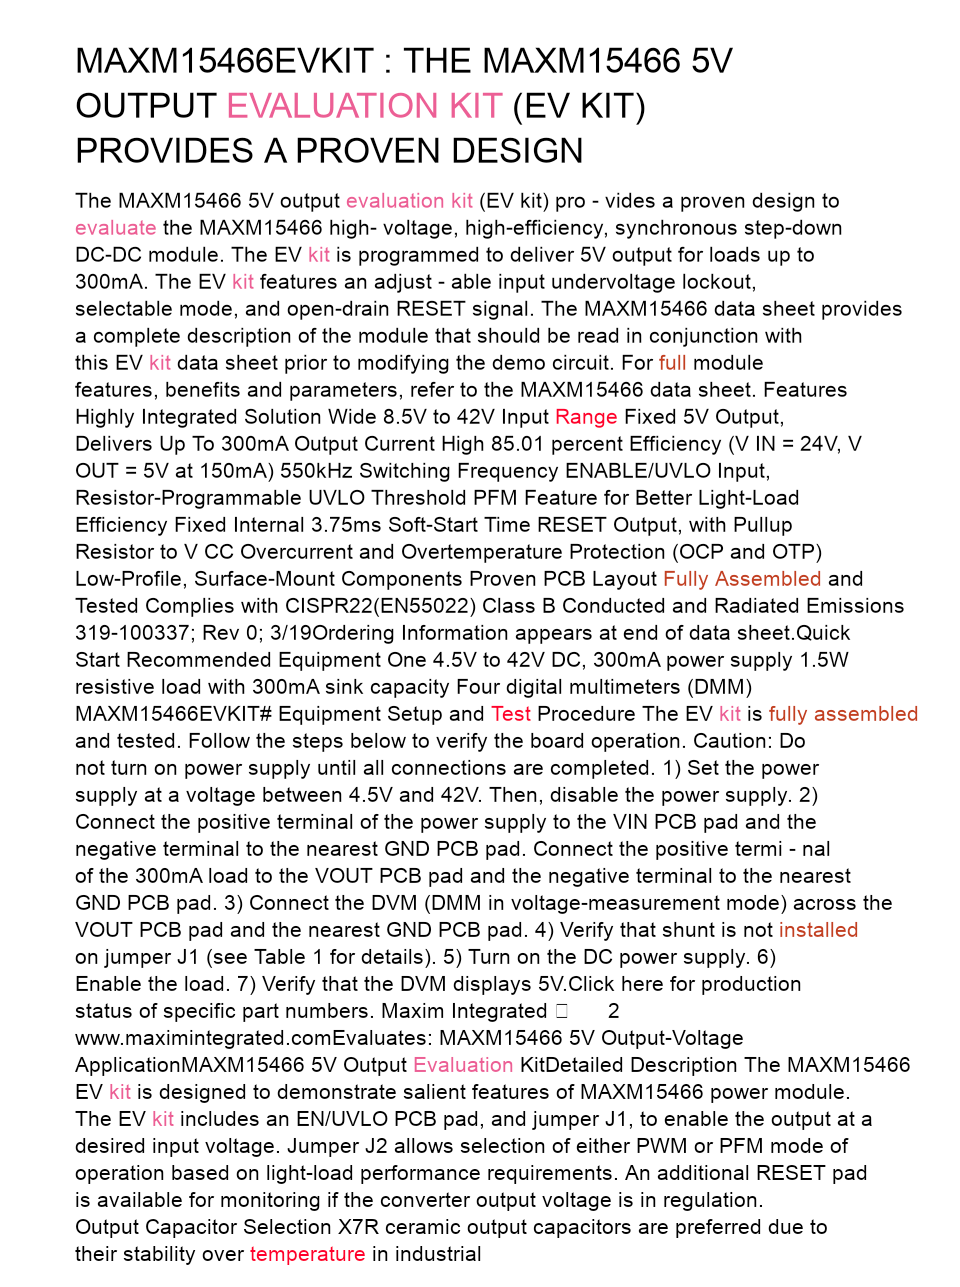 MAXM15466EVKIT : THE MAXM15466 5V
OUTPUT EVALUATION KIT (EV KIT)
PROVIDES A PROVEN DESIGN
The MAXM15466 5V output evaluation kit (EV kit) pro - vides a proven design to
evaluate the MAXM15466 high- voltage, high-efficiency, synchronous step-down
DC-DC module. The EV kit is programmed to deliver 5V output for loads up to
300mA. The EV kit features an adjust - able input undervoltage lockout,
selectable mode, and open-drain RESET signal. The MAXM15466 data sheet provides
a complete description of the module that should be read in conjunction with
this EV kit data sheet prior to modifying the demo circuit. For full module
features, benefits and parameters, refer to the MAXM15466 data sheet. Features
Highly Integrated Solution Wide 8.5V to 42V Input Range Fixed 5V Output,
Delivers Up To 300mA Output Current High 85.01 percent Efficiency (V IN = 24V, V
OUT = 5V at 150mA) 550kHz Switching Frequency ENABLE/UVLO Input,
Resistor-Programmable UVLO Threshold PFM Feature for Better Light-Load
Efficiency Fixed Internal 3.75ms Soft-Start Time RESET Output, with Pullup
Resistor to V CC Overcurrent and Overtemperature Protection (OCP and OTP)
Low-Profile, Surface-Mount Components Proven PCB Layout Fully Assembled and
Tested Complies with CISPR22(EN55022) Class B Conducted and Radiated Emissions
319-100337; Rev 0; 3/19Ordering Information appears at end of data sheet.Quick
Start Recommended Equipment One 4.5V to 42V DC, 300mA power supply 1.5W
resistive load with 300mA sink capacity Four digital multimeters (DMM)
MAXM15466EVKIT# Equipment Setup and Test Procedure The EV kit is fully assembled
and tested. Follow the steps below to verify the board operation. Caution: Do
not turn on power supply until all connections are completed. 1) Set the power
supply at a voltage between 4.5V and 42V. Then, disable the power supply. 2)
Connect the positive terminal of the power supply to the VIN PCB pad and the
negative terminal to the nearest GND PCB pad. Connect the positive termi - nal
of the 300mA load to the VOUT PCB pad and the negative terminal to the nearest
GND PCB pad. 3) Connect the DVM (DMM in voltage-measurement mode) across the
VOUT PCB pad and the nearest GND PCB pad. 4) Verify that shunt is not installed
on jumper J1 (see Table 1 for details). 5) Turn on the DC power supply. 6)
Enable the load. 7) Verify that the DVM displays 5V.Click here for production
status of specific part numbers. Maxim Integrated 2
www.maximintegrated.comEvaluates: MAXM15466 5V Output-Voltage
ApplicationMAXM15466 5V Output Evaluation KitDetailed Description The MAXM15466
EV kit is designed to demonstrate salient features of MAXM15466 power module.
The EV kit includes an EN/UVLO PCB pad, and jumper J1, to enable the output at a
desired input voltage. Jumper J2 allows selection of either PWM or PFM mode of
operation based on light-load performance requirements. An additional RESET pad
is available for monitoring if the converter output voltage is in regulation.
Output Capacitor Selection X7R ceramic output capacitors are preferred due to
their stability over temperature in industrial